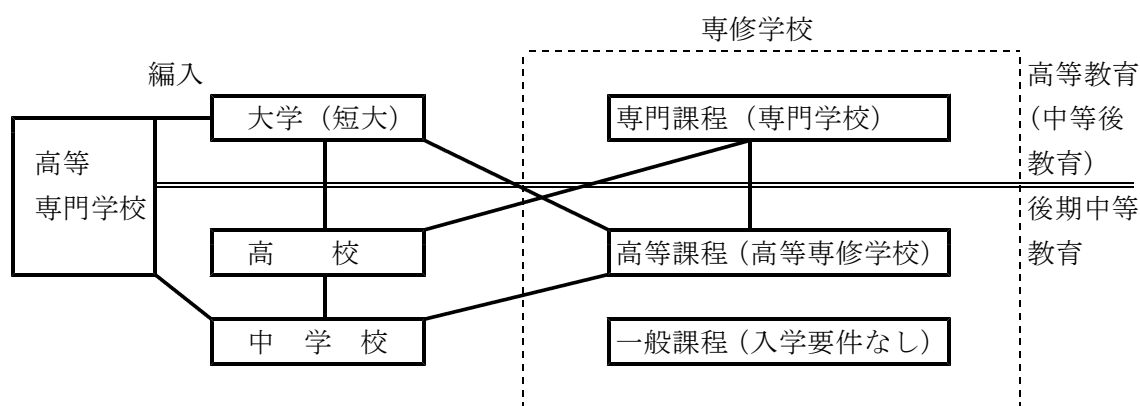 専修学校
編入
高等教育
(中等後
教育)
大学（短大）
専門課程（専門学校）
高等
専門学校
後期中等
教育
高　　校
高等課程（高等専修学校）
中　学　校
一般課程（入学要件なし）